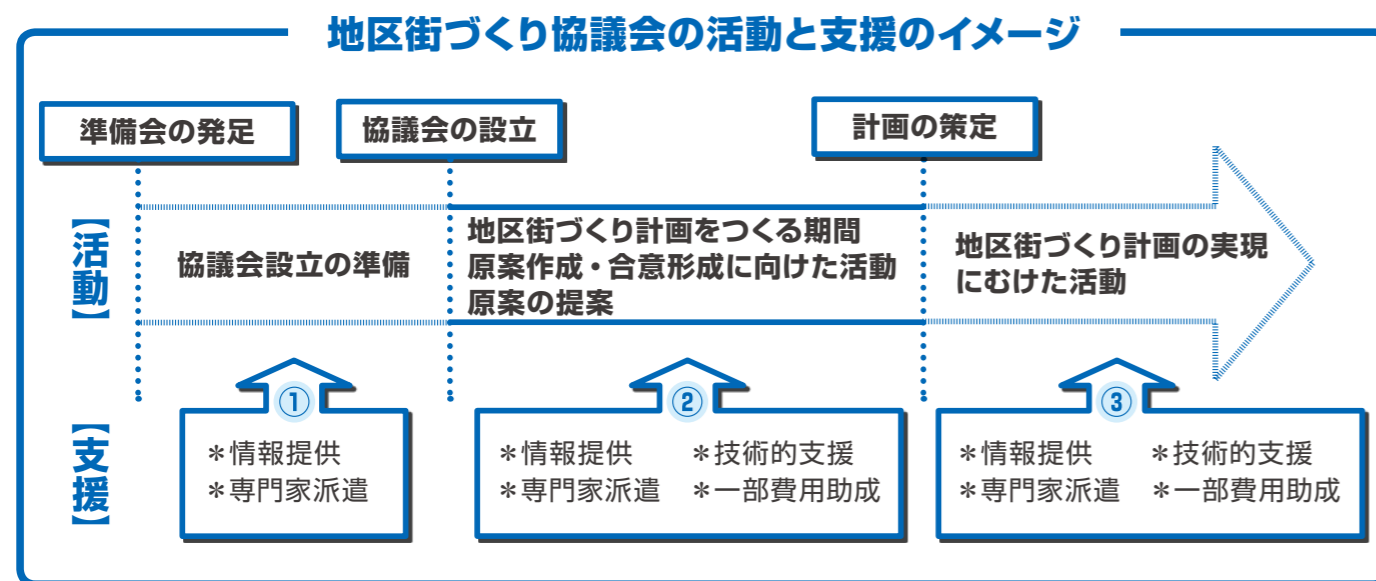 地区街づくり協議会の活動と支援のイメージ
準備会の発足
協議会の設立
計画の策定
【活動】
協議会設立の準備
地区街づくり計画をつくる期間
原案作成・合意形成に向けた活動
原案の提案
地区街づくり計画の実現
にむけた活動
【支援】
①
＊情報提供
＊専門家派遣
②
＊情報提供 ＊技術的支援
＊専門家派遣 ＊一部費用助成
③
＊情報提供 ＊技術的支援
＊専門家派遣 ＊一部費用助成